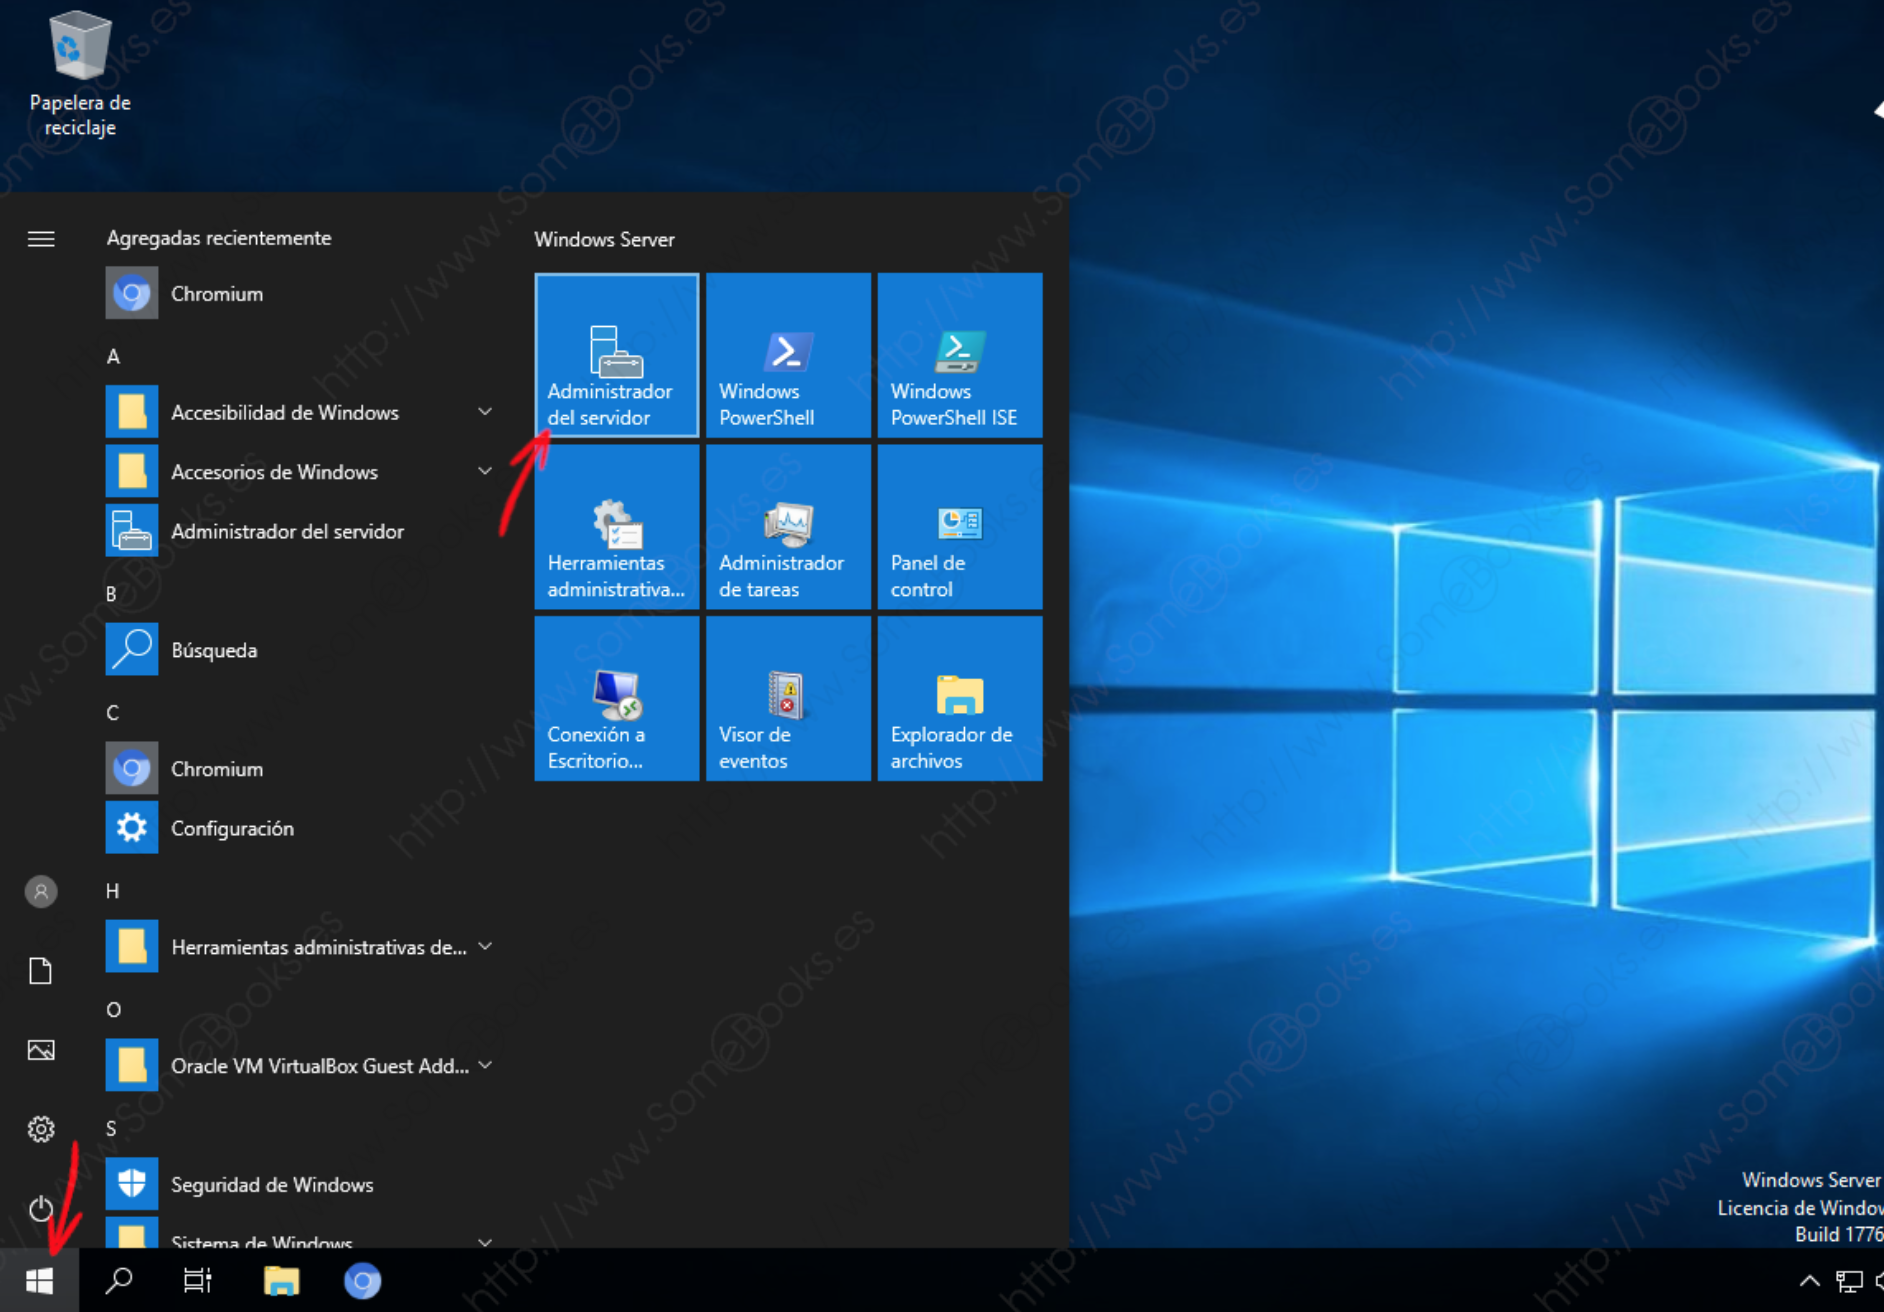 Papelera de
reciclaje
Agregadas recientemente
Chromium
A
Accesibilidad de Windows
Accesorios de Windows
Administrador del servidor
B
Búsqueda
C
Chromium
Configuración
H
Herramientas administrativas de...
O
Oracle VM VirtualBox Guest Add...
S
Seguridad de Windows
Sistema de Windows
Windows Server
Administrador
del servidor
Windows
PowerShell
Windows
PowerShell ISE
Herramientas
administrativa...
Administrador
de tareas
Panel de
control
Conexión a
Escritorio...
Visor de
eventos
Explorador de
archivos
Windows Server
Licencia de Window
Build 1776
http://www.SomeBooks.es